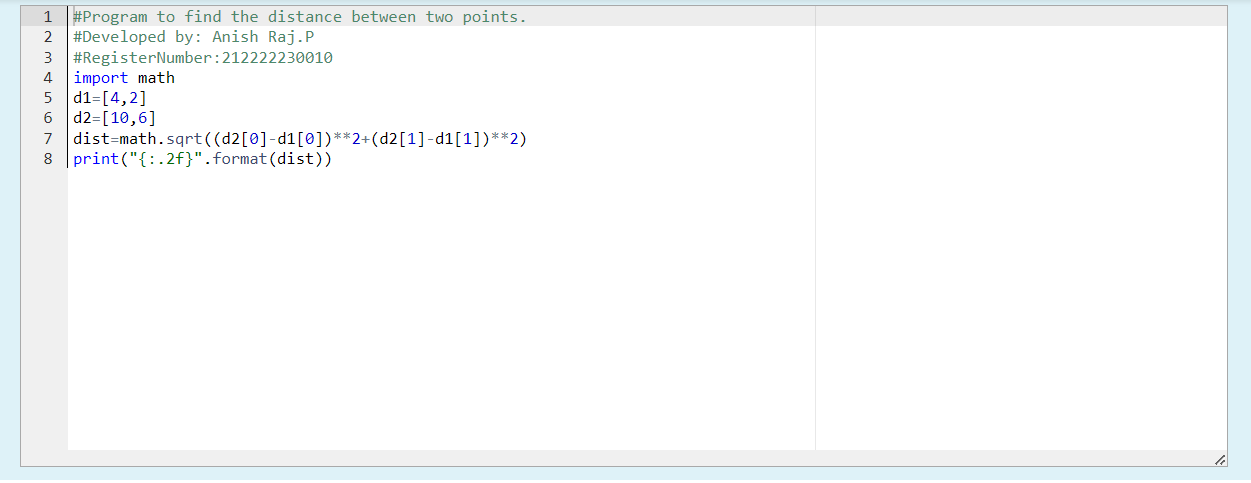 1 #Program to find the distance between two points.
2 #Developed by: Anish Raj.P
3 #RegisterNumber:212222230010
4 import math
5 d1=[4,2]
6 d2=[10,6]
7 dist=math.sqrt((d2[0]-d1[0])**2+(d2[1]-d1[1])**2)
8 print("{:.2f}".format(dist))